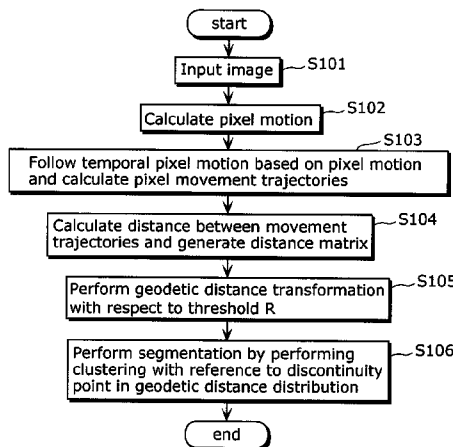 start
Input image
S101
Calculate pixel motion
S102
S103
Follow temporal pixel motion based on pixel motion
and calculate pixel movement trajectories
S104
Calculate distance between movement
trajectories and generate distance matrix
S105
Perform geodetic distance transformation
with respect to threshold R
S106
Perform segmentation by performing
clustering with reference to discontinuity
point in geodetic distance distribution
end